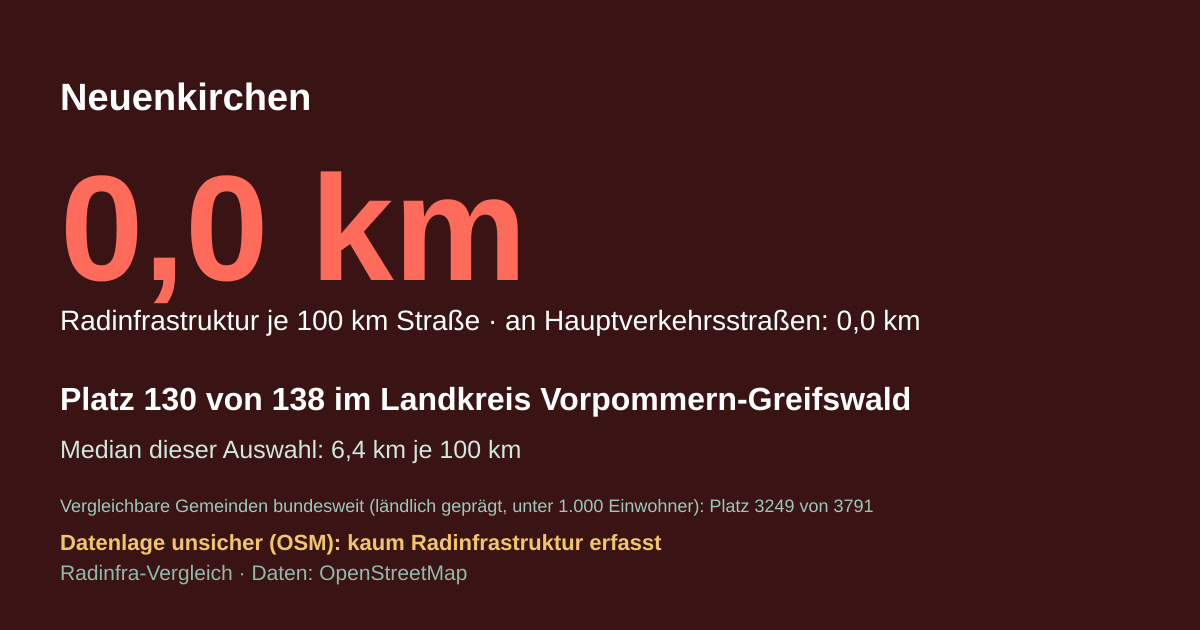 Neuenkirchen
0,0 km
Radinfrastruktur je 100 km Straße · an Hauptverkehrsstraßen: 0,0 km
Platz 130 von 138 im Landkreis Vorpommern-Greifswald
Median dieser Auswahl: 6,4 km je 100 km
Vergleichbare Gemeinden bundesweit (ländlich geprägt, unter 1.000 Einwohner): Platz 3249 von 3791
Datenlage unsicher (OSM): kaum Radinfrastruktur erfasst
Radinfra-Vergleich · Daten: OpenStreetMap